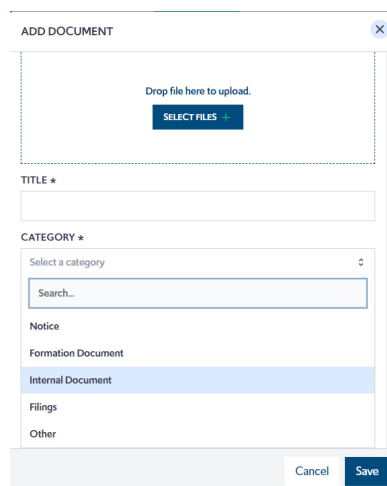 ADD DOCUMENT
Drop file here to upload.
SELECT FILES +
TITLE *
CATEGORY *
Select a category
Search...
Notice
Formation Document
Internal Document
Filings
Other
Cancel Save